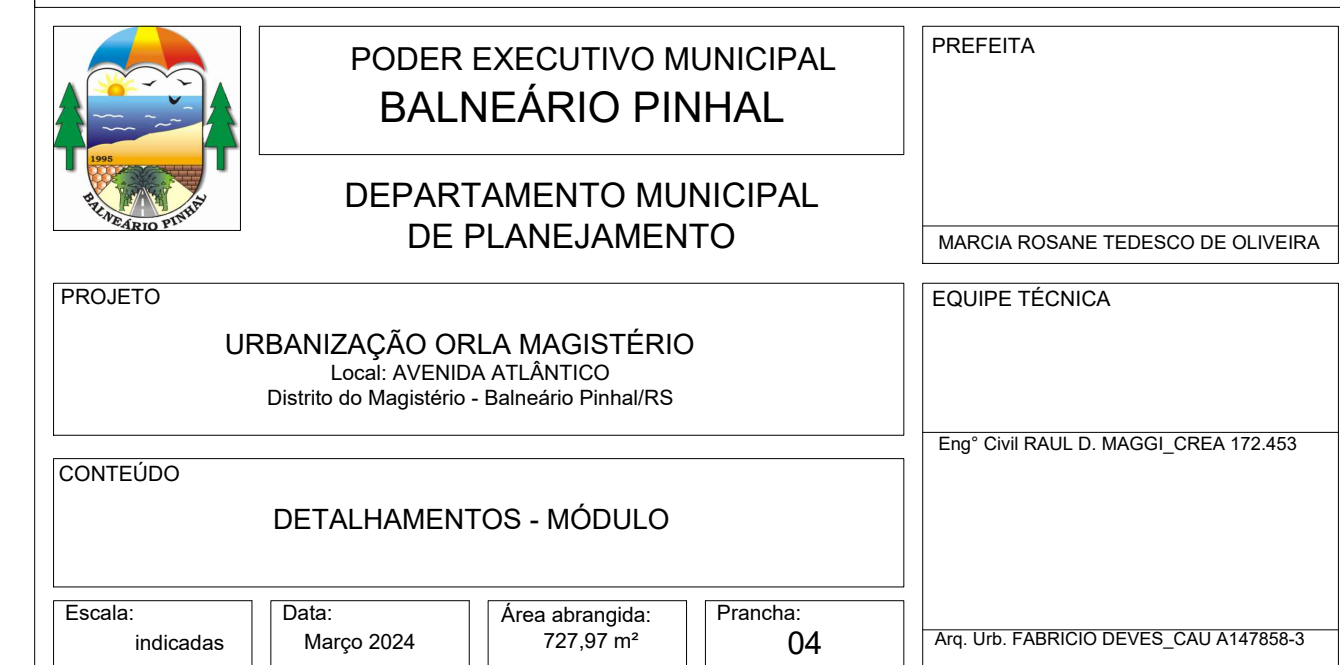 1995
BALNEÁRIO PINHAL
PODER EXECUTIVO MUNICIPAL
BALNEÁRIO PINHAL
DEPARTAMENTO MUNICIPAL
DE PLANEJAMENTO
PREFEITA
MARCIA ROSANE TEDESCO DE OLIVEIRA
PROJETO
URBANIZAÇÃO ORLA MAGISTÉRIO
Local: AVENIDA ATLÂNTICO
Distrito do Magistério - Balneário Pinhal/RS
EQUIPE TÉCNICA
Eng° Civil RAUL D. MAGGI_CREA 172.453
CONTEÚDO
DETALHAMENTOS - MÓDULO
Escala:
indicadas
Data:
Março 2024
Área abrangida:
727,97 m²
Prancha:
04
Arq. Urb. FABRICIO DEVES_CAU A147858-3